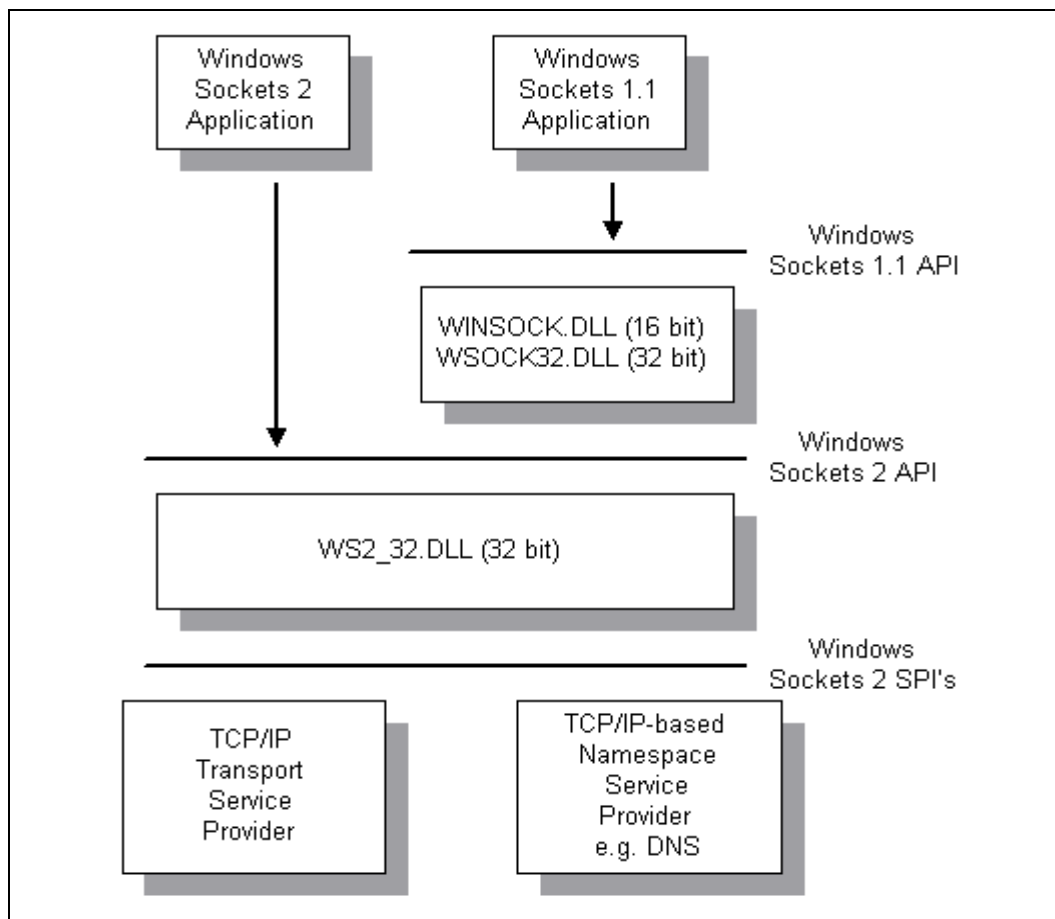 Windows
Sockets 2
Application
Windows
Sockets 1.1
Application
Windows
Sockets 1.1 API
WINSOCK.DLL (16 bit)
WSOCK32.DLL (32 bit)
Windows
Sockets 2 API
WS2_32.DLL (32 bit)
Windows
Sockets 2 SPI's
TCP/IP
Transport
Service
Provider
TCP/IP-based
Namespace
Service
Provider
e.g. DNS